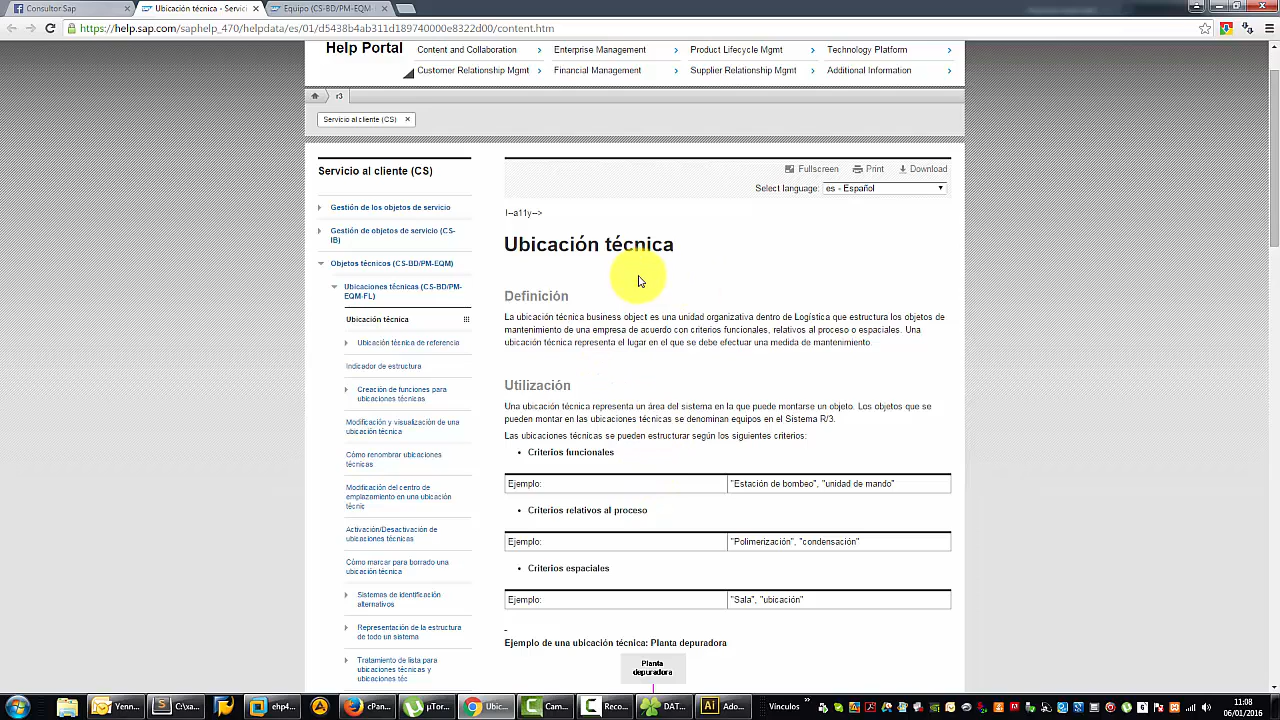 Consultor Sap
Ubicación técnica - Servici
Equipo (CS-BD/PM-EQM-
https://help.sap.com/saphelp_470/helpdata/es/01/d5438b4ab311d189740000e8322d00/content.htm
Help Portal
Content and Collaboration
Enterprise Management
Product Lifecycle Mgmt
Technology Platform
Customer Relationship Mgmt
Financial Management
Supplier Relationship Mgmt
Additional Information
r3
Servicio al cliente (CS)
Servicio al cliente (CS)
Gestión de los objetos de servicio
Gestión de objetos de servicio (CS-
IB)
Objetos técnicos (CS-BD/PM-EQM)
Ubicaciones técnicas (CS-BD/PM-
EQM-FL)
Ubicación técnica
Ubicación técnica de referencia
Indicador de estructura
Creación de funciones para
ubicaciones técnicas
Modificación y visualización de una
ubicación técnica
Cómo renombrar ubicaciones
técnicas
Modificación del centro de
emplazamiento en una ubicación
técnic
Activación/Desactivación de
ubicaciones técnicas
Cómo marcar para borrado una
ubicación técnica
Sistemas de identificación
alternativos
Representación de la estructura
de todo un sistema
Tratamiento de lista para
ubicaciones técnicas y
ubicaciones téc
Fullscreen
Print
Download
Select language:
es - Español
!--a11y-->
Ubicación técnica
Definición
La ubicación técnica business object es una unidad organizativa dentro de Logística que estructura los objetos de
mantenimiento de una empresa de acuerdo con criterios funcionales, relativos al proceso o espaciales. Una
ubicación técnica representa el lugar en el que se debe efectuar una medida de mantenimiento.
Utilización
Una ubicación técnica representa un área del sistema en la que puede montarse un objeto. Los objetos que se
pueden montar en las ubicaciones técnicas se denominan equipos en el Sistema R/3.
Las ubicaciones técnicas se pueden estructurar según los siguientes criterios:
• Criterios funcionales
Ejemplo:
"Estación de bombeo", "unidad de mando"
• Criterios relativos al proceso
Ejemplo:
"Polimerización", "condensación"
• Criterios espaciales
Ejemplo:
"Sala", "ubicación"
-
Ejemplo de una ubicación técnica: Planta depuradora
Planta
depuradora
Yenn...
C:\xa...
php4...
cPan...
µTor...
Ubic...
Cam...
Reco...
DAT...
Ado...
Vínculos
11:08
06/01/2016